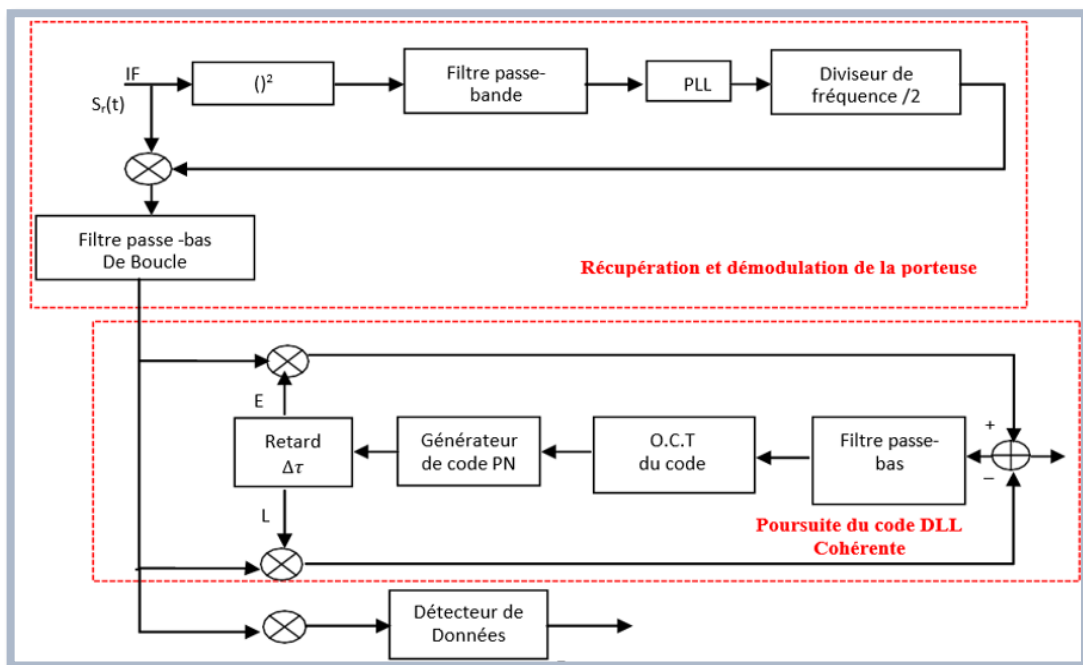 IF
S_r(t)
()²
Filtre passe-
bande
PLL
Diviseur de
fréquence /2
Filtre passe -bas
De Boucle
Récupération et démodulation de la porteuse
E
Retard
Δτ
L
Générateur
de code PN
O.C.T
du code
Filtre passe-
bas
+
−
Poursuite du code DLL
Cohérente
Détecteur de
Données